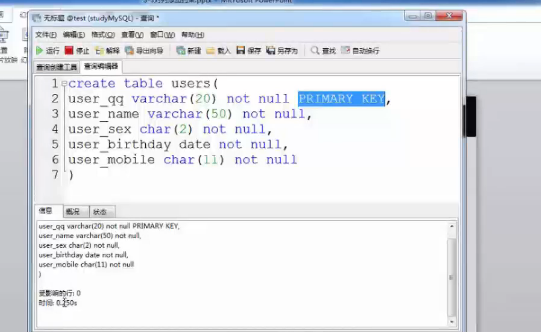 无标题 @test (studyMySQL) - 查询 *
文件(F) 编辑(E) 格式(O) 查看(V) 窗口(W) 帮助(H)
运行 停止 解释 导出向导 新建 载入 保存 另存为 查找 自动换行
查询创建工具 查询编辑器
1 create table users(
2 user_qq varchar(20) not null PRIMARY KEY,
3 user_name varchar(50) not null,
4 user_sex char(2) not null,
5 user_birthday date not null,
6 user_mobile char(11) not null
7 )
信息 概况 状态
user_qq varchar(20) not null PRIMARY KEY,
user_name varchar(50) not null,
user_sex char(2) not null,
user_birthday date not null,
user_mobile char(11) not null
)
受影响的行: 0
时间: 0.250s